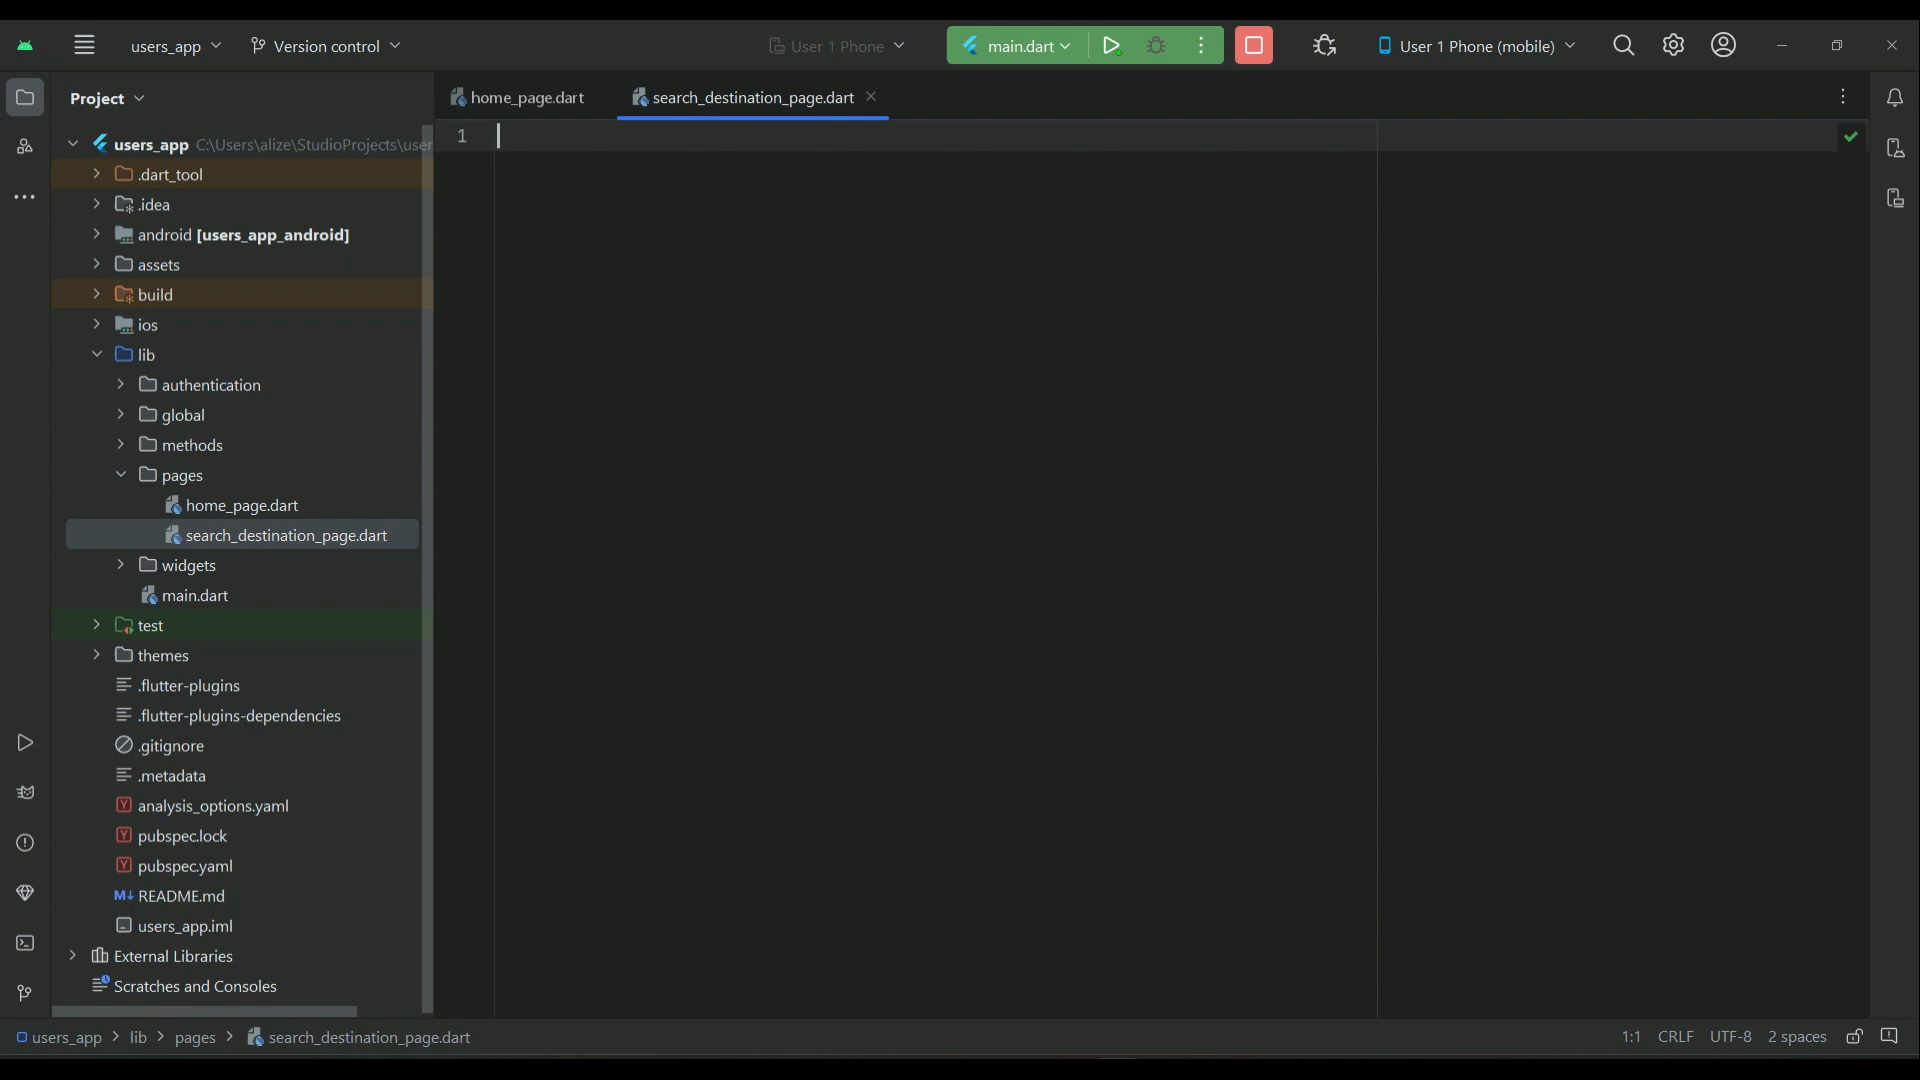 users_app
Version control
User 1 Phone
main.dart
User 1 Phone (mobile)
Project
home_page.dart
search_destination_page.dart
users_app C:\Users\alize\StudioProjects\user
1
.dart_tool
.idea
android [users_app_android]
assets
build
ios
lib
authentication
global
methods
pages
home_page.dart
search_destination_page.dart
widgets
main.dart
test
themes
.flutter-plugins
.flutter-plugins-dependencies
.gitignore
.metadata
analysis_options.yaml
pubspec.lock
pubspec.yaml
M↓ README.md
users_app.iml
External Libraries
Scratches and Consoles
users_app > lib > pages > search_destination_page.dart
1:1 CRLF UTF-8 2 spaces